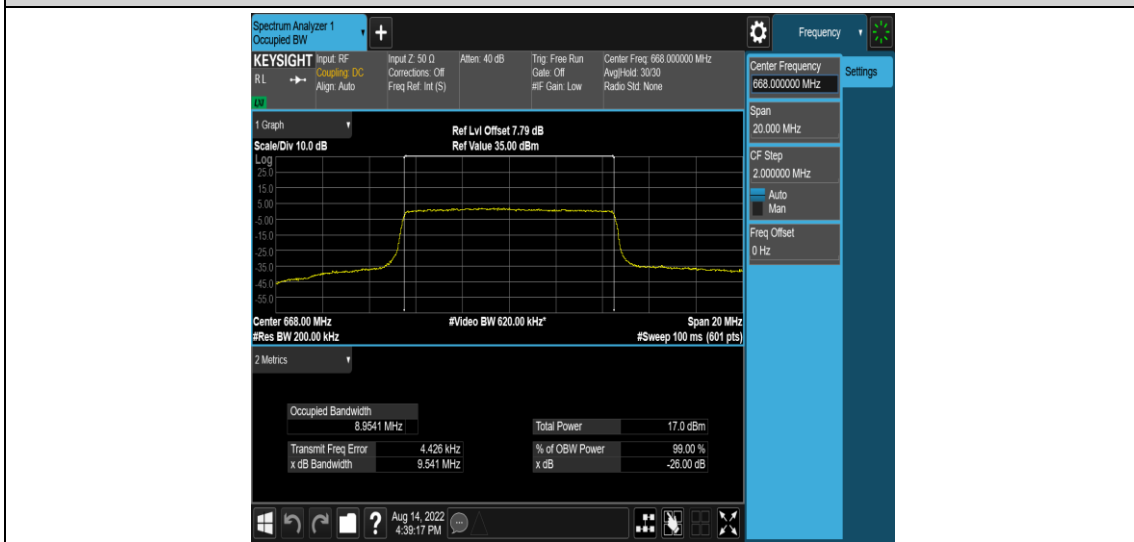 Spectrum Analyzer 1
Occupied BW
Frequency
KEYSIGHT
RL
Input: RF
Coupling: DC
Align: Auto
Input Z: 50 Ω
Corrections: Off
Freq Ref: Int (S)
Atten: 40 dB
Trig: Free Run
Gate: Off
#IF Gain: Low
Center Freq: 668.000000 MHz
Avg|Hold: 30/30
Radio Std: None
Center Frequency
668.000000 MHz
Settings
Span
20.000 MHz
CF Step
2.000000 MHz
Auto
Man
Freq Offset
0 Hz
1 Graph
Ref Lvl Offset 7.79 dB
Scale/Div 10.0 dB
Ref Value 35.00 dBm
Log
25.0
15.0
5.00
-5.00
-15.0
-25.0
-35.0
-45.0
-55.0
Center 668.00 MHz
#Video BW 620.00 kHz*
Span 20 MHz
#Res BW 200.00 kHz
#Sweep 100 ms (601 pts)
2 Metrics
Occupied Bandwidth
8.9541 MHz
Total Power 17.0 dBm
Transmit Freq Error 4.426 kHz
% of OBW Power 99.00 %
x dB Bandwidth 9.541 MHz
x dB -26.00 dB
?
Aug 14, 2022
4:39:17 PM